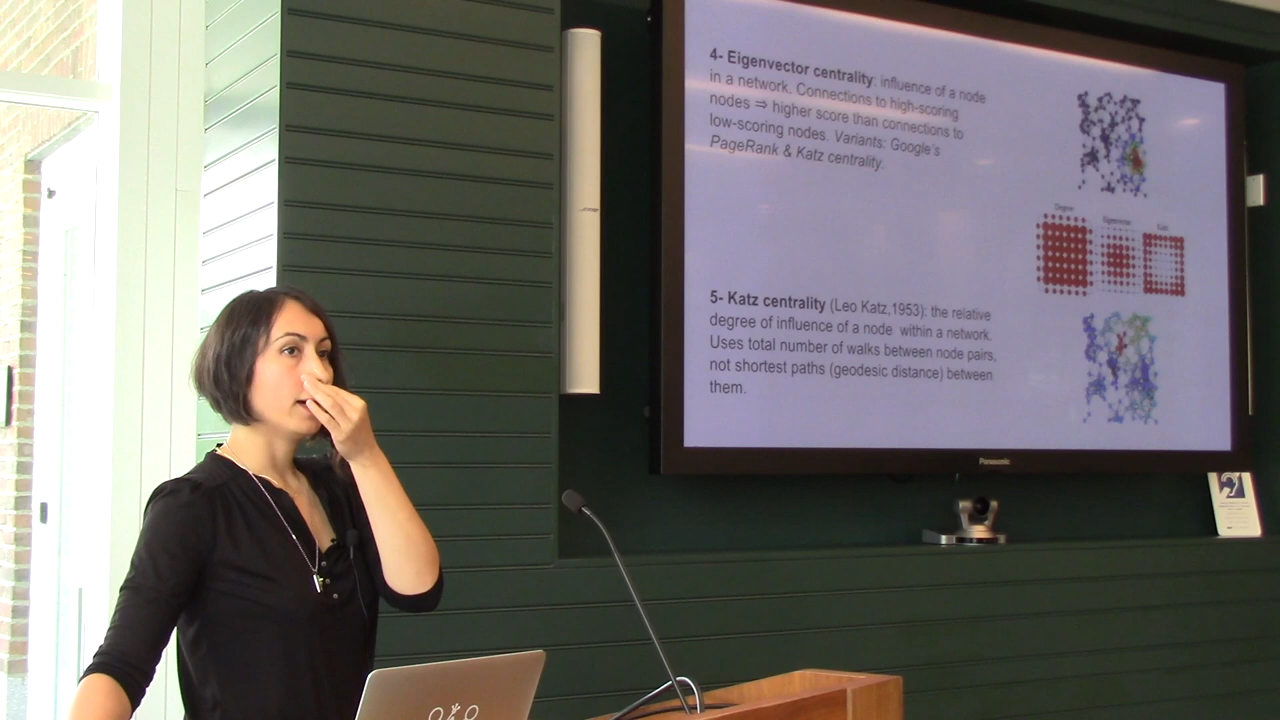 4- Eigenvector centrality: influence of a node
in a network. Connections to high-scoring
nodes ⇒ higher score than connections to
low-scoring nodes. Variants: Google's
PageRank & Katz centrality.
Degree
Eigenvector
Katz
5- Katz centrality (Leo Katz,1953): the relative
degree of influence of a node within a network.
Uses total number of walks between node pairs,
not shortest paths (geodesic distance) between
them.
Panasonic